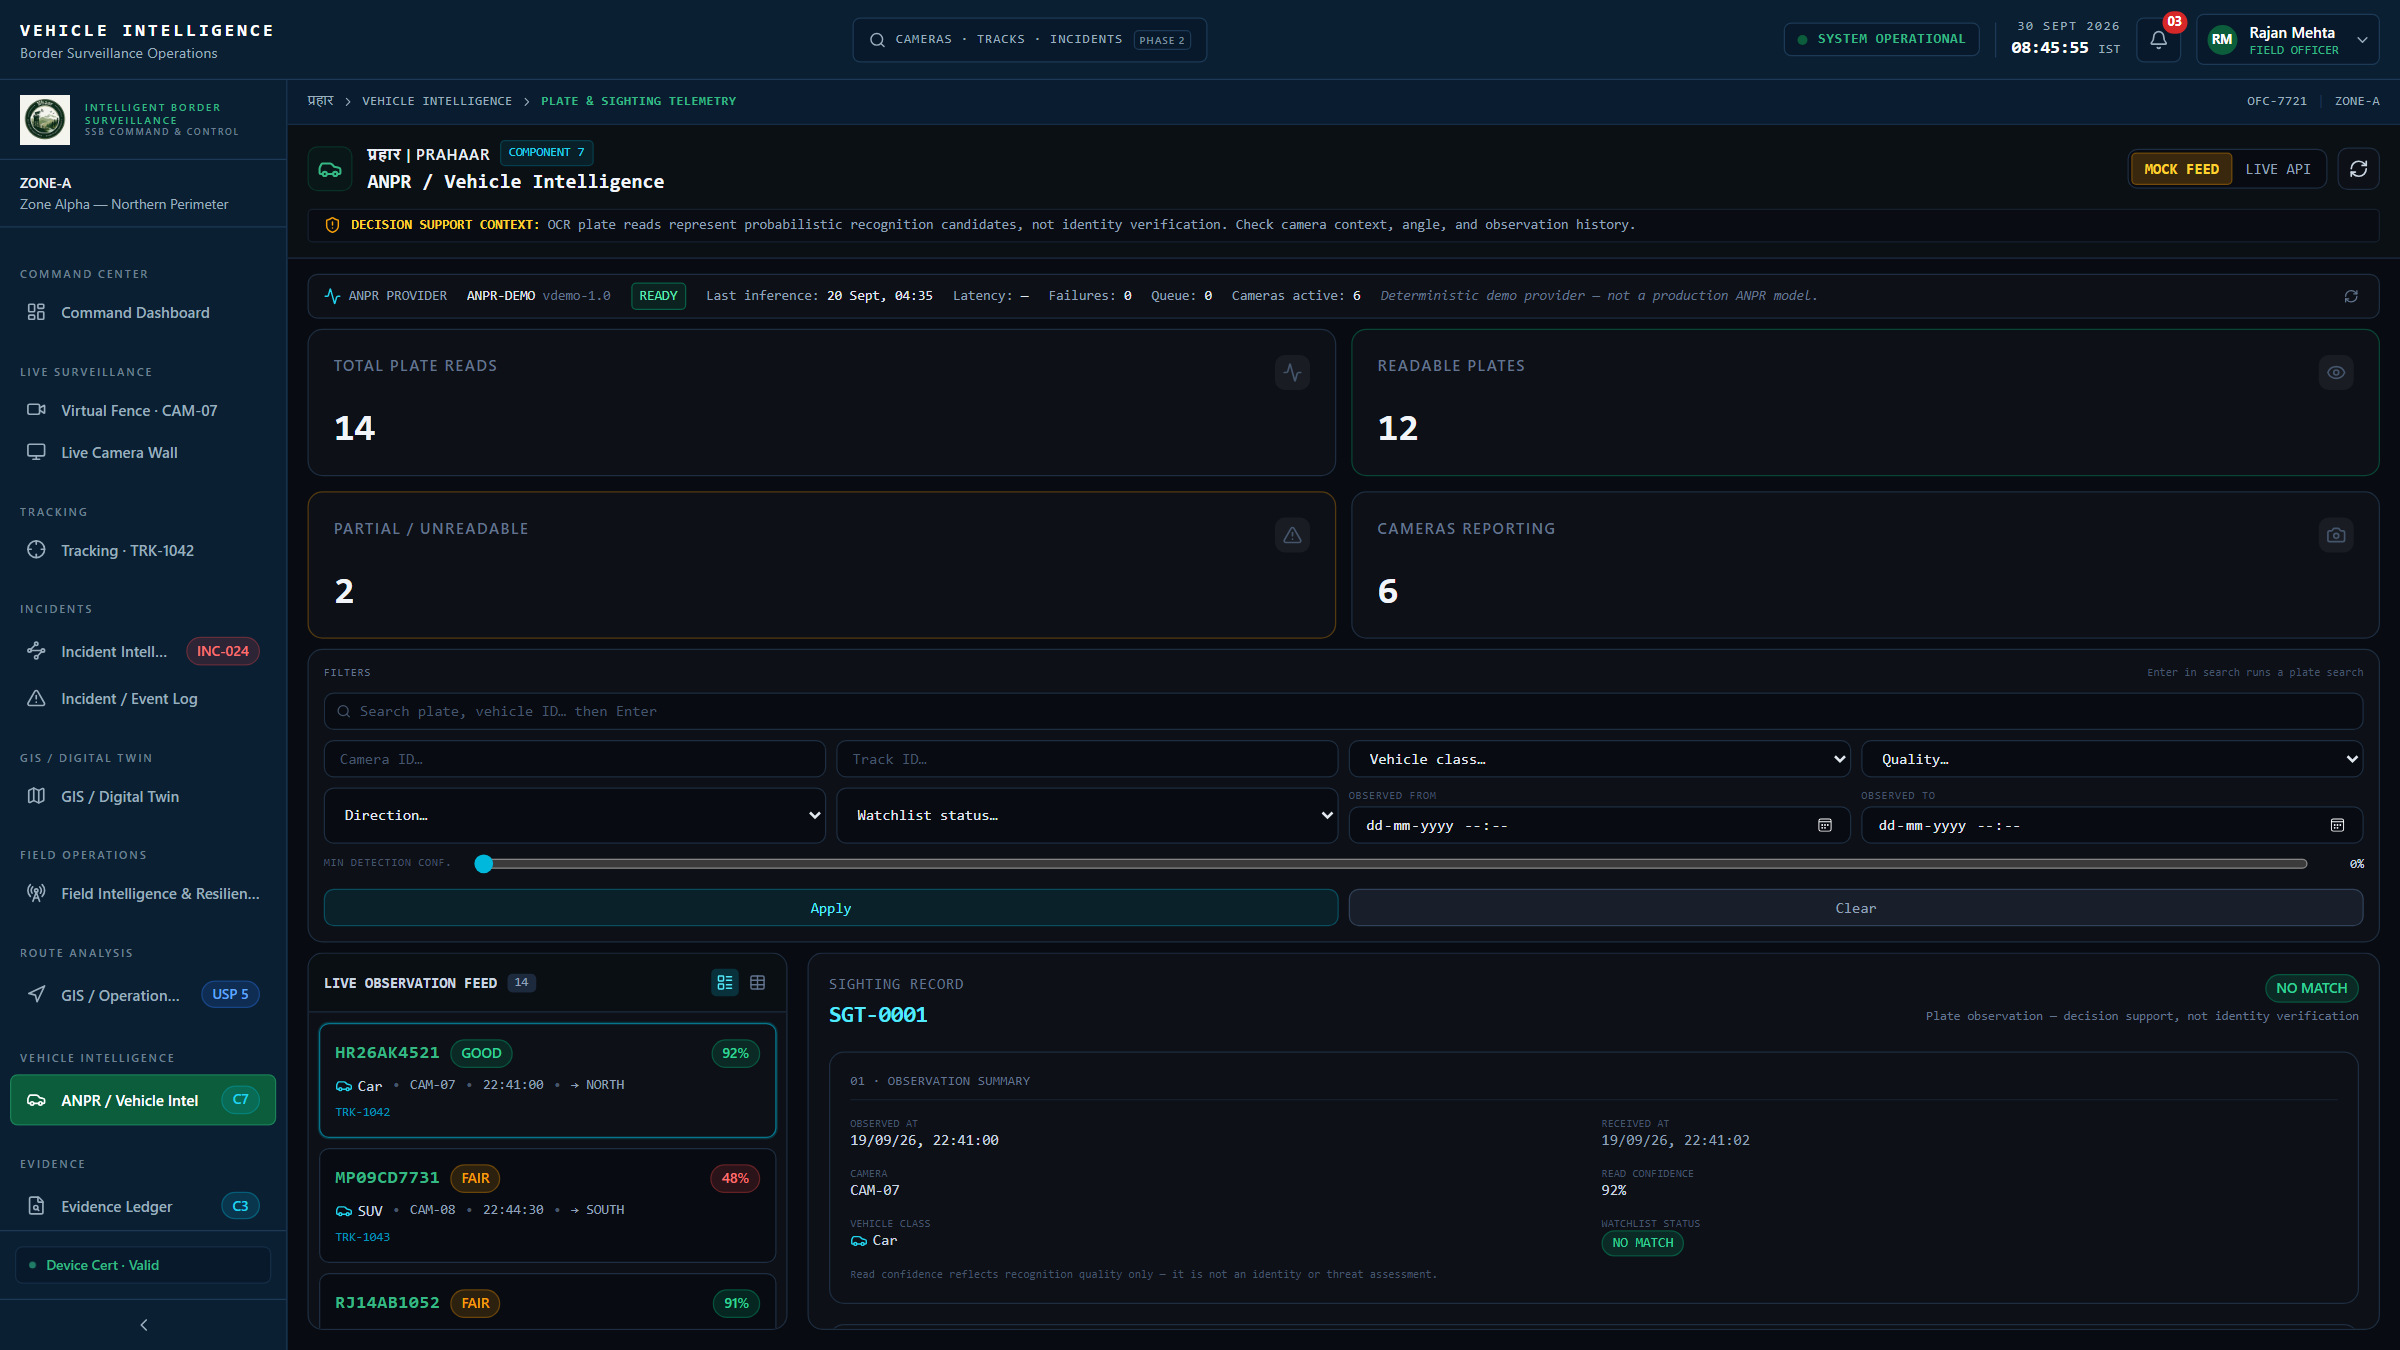 VEHICLE INTELLIGENCE
Border Surveillance Operations
CAMERAS · TRACKS · INCIDENTS PHASE 2
SYSTEM OPERATIONAL
30 SEPT 2026
08:45:55 IST
03
RM
Rajan Mehta
FIELD OFFICER
INTELLIGENT BORDER
SURVEILLANCE
SSB COMMAND & CONTROL
ZONE-A
Zone Alpha — Northern Perimeter
COMMAND CENTER
Command Dashboard
LIVE SURVEILLANCE
Virtual Fence · CAM-07
Live Camera Wall
TRACKING
Tracking · TRK-1042
INCIDENTS
Incident Intell... INC-024
Incident / Event Log
GIS / DIGITAL TWIN
GIS / Digital Twin
FIELD OPERATIONS
Field Intelligence & Resilien...
ROUTE ANALYSIS
GIS / Operation... USP 5
VEHICLE INTELLIGENCE
ANPR / Vehicle Intel C7
EVIDENCE
Evidence Ledger C3
Device Cert · Valid
प्रहार > VEHICLE INTELLIGENCE > PLATE & SIGHTING TELEMETRY
OFC-7721 ZONE-A
प्रहार | PRAHAAR COMPONENT 7
ANPR / Vehicle Intelligence
MOCK FEED LIVE API
DECISION SUPPORT CONTEXT: OCR plate reads represent probabilistic recognition candidates, not identity verification. Check camera context, angle, and observation history.
ANPR PROVIDER ANPR-DEMO vdemo-1.0 READY Last inference: 20 Sept, 04:35 Latency: — Failures: 0 Queue: 0 Cameras active: 6 Deterministic demo provider — not a production ANPR model.
TOTAL PLATE READS
14
READABLE PLATES
12
PARTIAL / UNREADABLE
2
CAMERAS REPORTING
6
FILTERS
Enter in search runs a plate search
Search plate, vehicle ID… then Enter
Camera ID…
Track ID…
Vehicle class…
Quality…
Direction…
Watchlist status…
OBSERVED FROM
dd-mm-yyyy --:--
OBSERVED TO
dd-mm-yyyy --:--
MIN DETECTION CONF.
0%
Apply
Clear
LIVE OBSERVATION FEED 14
HR26AK4521 GOOD 92%
Car • CAM-07 • 22:41:00 • → NORTH
TRK-1042
MP09CD7731 FAIR 48%
SUV • CAM-08 • 22:44:30 • → SOUTH
TRK-1043
RJ14AB1052 FAIR 91%
SIGHTING RECORD
SGT-0001
NO MATCH
Plate observation — decision support, not identity verification
01 · OBSERVATION SUMMARY
OBSERVED AT
19/09/26, 22:41:00
RECEIVED AT
19/09/26, 22:41:02
CAMERA
CAM-07
READ CONFIDENCE
92%
VEHICLE CLASS
Car
WATCHLIST STATUS
NO MATCH
Read confidence reflects recognition quality only — it is not an identity or threat assessment.